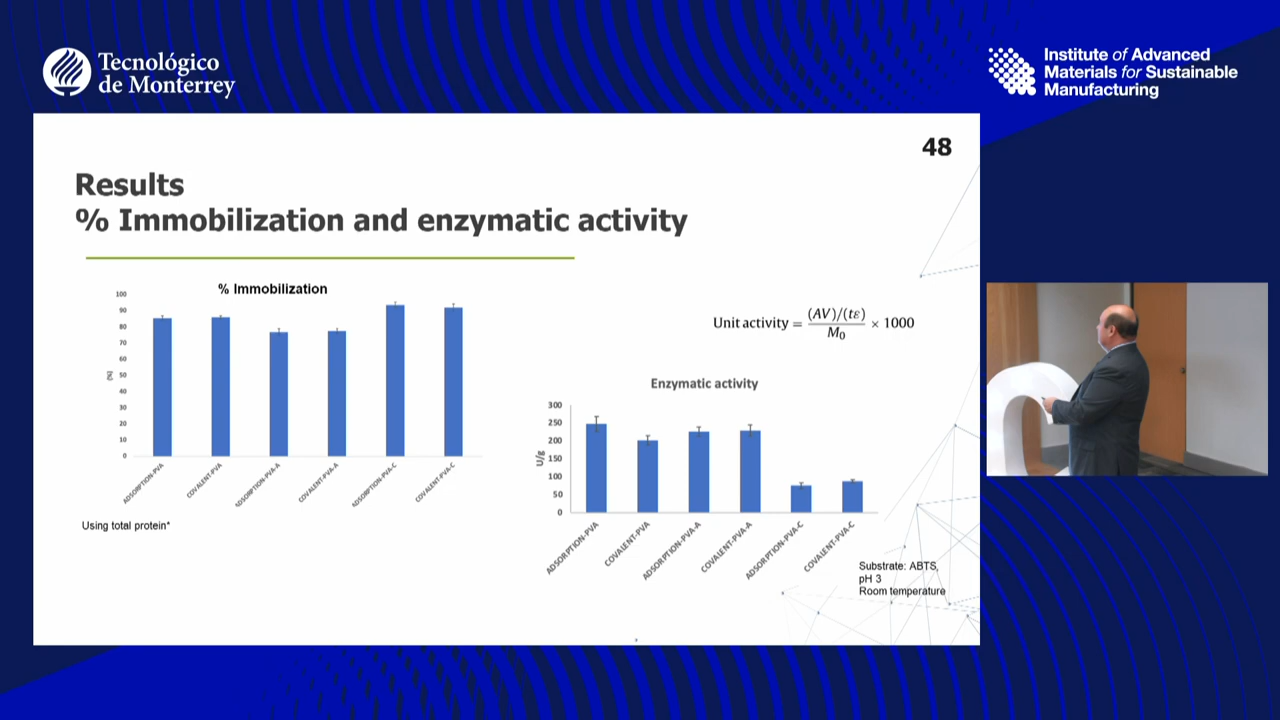 Tecnológico
de Monterrey
Institute of Advanced
Materials for Sustainable
Manufacturing
48
Results
% Immobilization and enzymatic activity
% Immobilization
100
90
80
70
60
50
40
30
20
10
0
(%)
ADSORPTION-PVA
COVALENT-PVA
ADSORPTION-PVA-A
COVALENT-PVA-A
ADSORPTION-PVA-C
COVALENT-PVA-C
Using total protein*
Unit activity = (AV)/(tε) / M₀ × 1000
Enzymatic activity
300
250
200
150
100
50
0
U/g
ADSORPTION-PVA
COVALENT-PVA
ADSORPTION-PVA-A
COVALENT-PVA-A
ADSORPTION-PVA-C
COVALENT-PVA-C
Substrate: ABTS,
pH 3
Room temperature